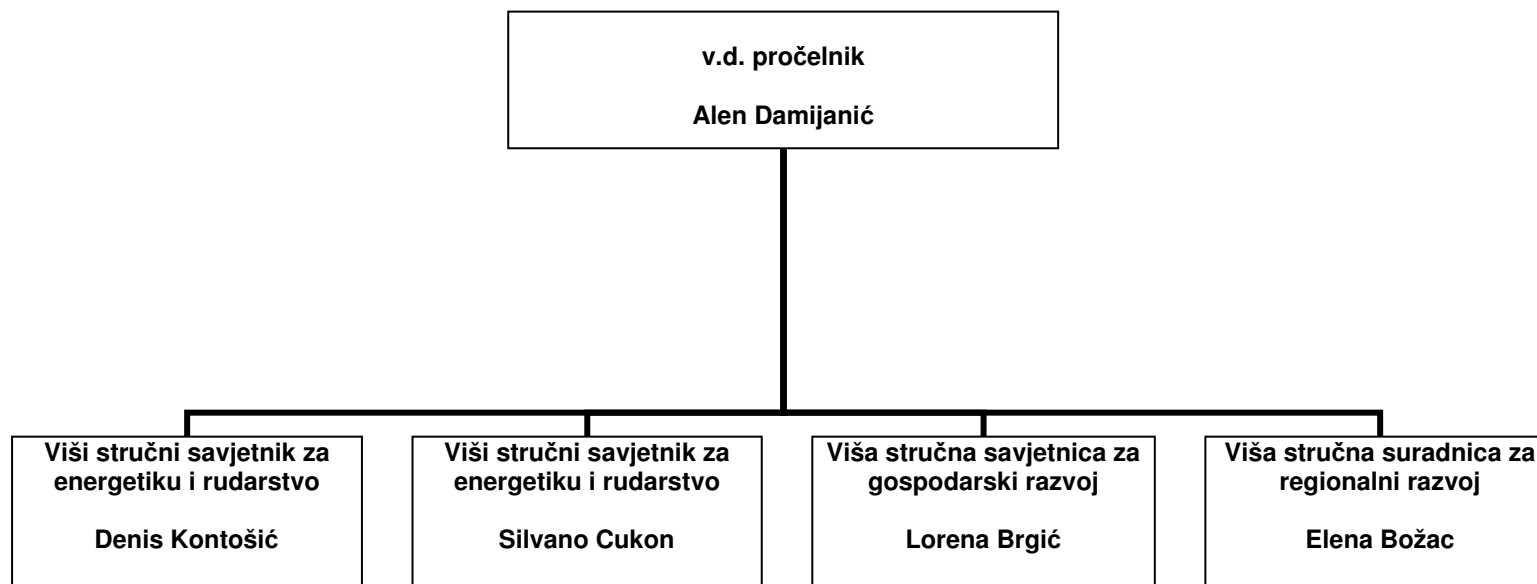 v.d. pročelnik
Alen Damijanić
Viši stručni savjetnik za
energetiku i rudarstvo
Denis Kontošić
Viši stručni savjetnik za
energetiku i rudarstvo
Silvano Cukon
Viša stručna savjetnica za
gospodarski razvoj
Lorena Brgić
Viša stručna suradnica za
regionalni razvoj
Elena Božac